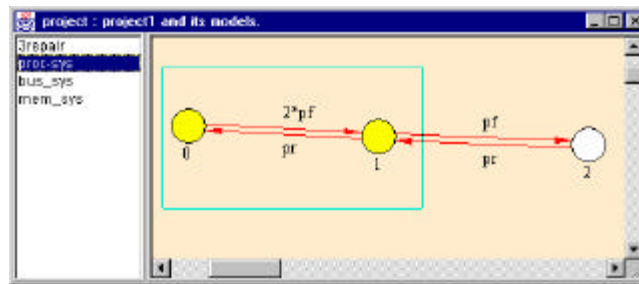 project : project1 and its models.
3repair
proc-sys
bus_sys
mem_sys
2*pf
pr
pf
pr
0
1
2